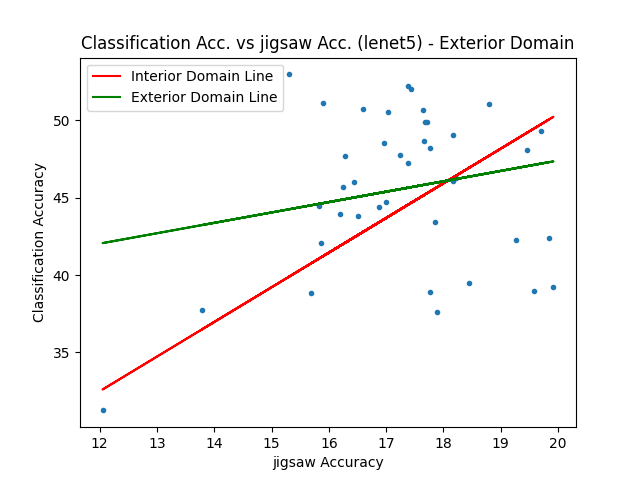 Classification Acc. vs jigsaw Acc. (lenet5) - Exterior Domain
Interior Domain Line
Exterior Domain Line
Classification Accuracy
50
45
40
35
12 13 14 15 16 17 18 19 20
jigsaw Accuracy